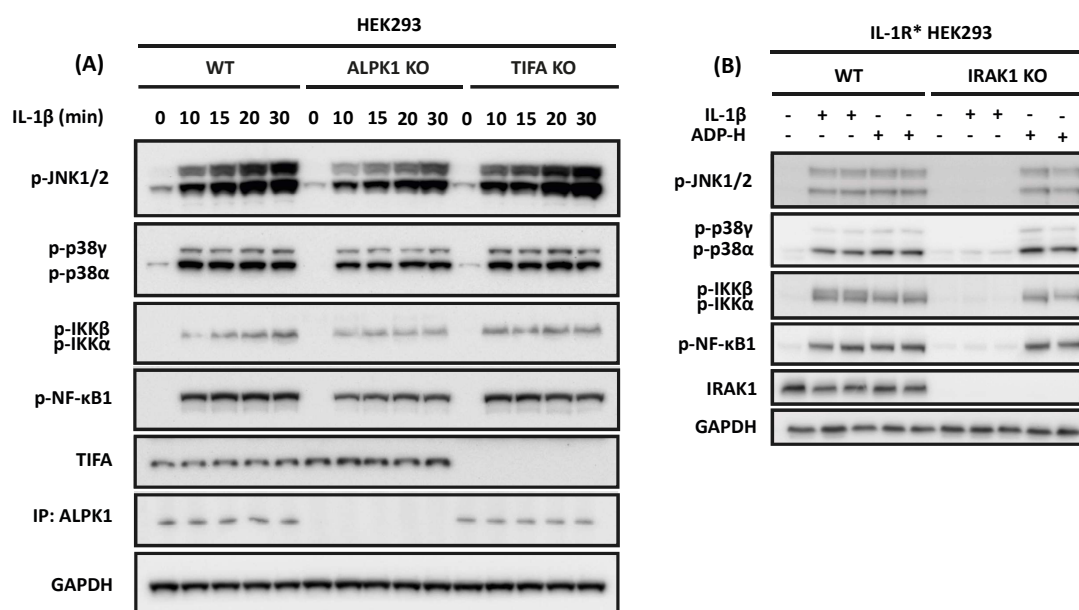 HEK293
(A)
WT ALPK1 KO TIFA KO
IL-1β (min) 0 10 15 20 30 0 10 15 20 30 0 10 15 20 30
p-JNK1/2
p-p38γ
p-p38α
p-IKKβ
p-IKKα
p-NF-κB1
TIFA
IP: ALPK1
GAPDH
IL-1R* HEK293
(B)
WT IRAK1 KO
IL-1β - + + - - - + + - -
ADP-H - - - + + - - - + +
p-JNK1/2
p-p38γ
p-p38α
p-IKKβ
p-IKKα
p-NF-κB1
IRAK1
GAPDH